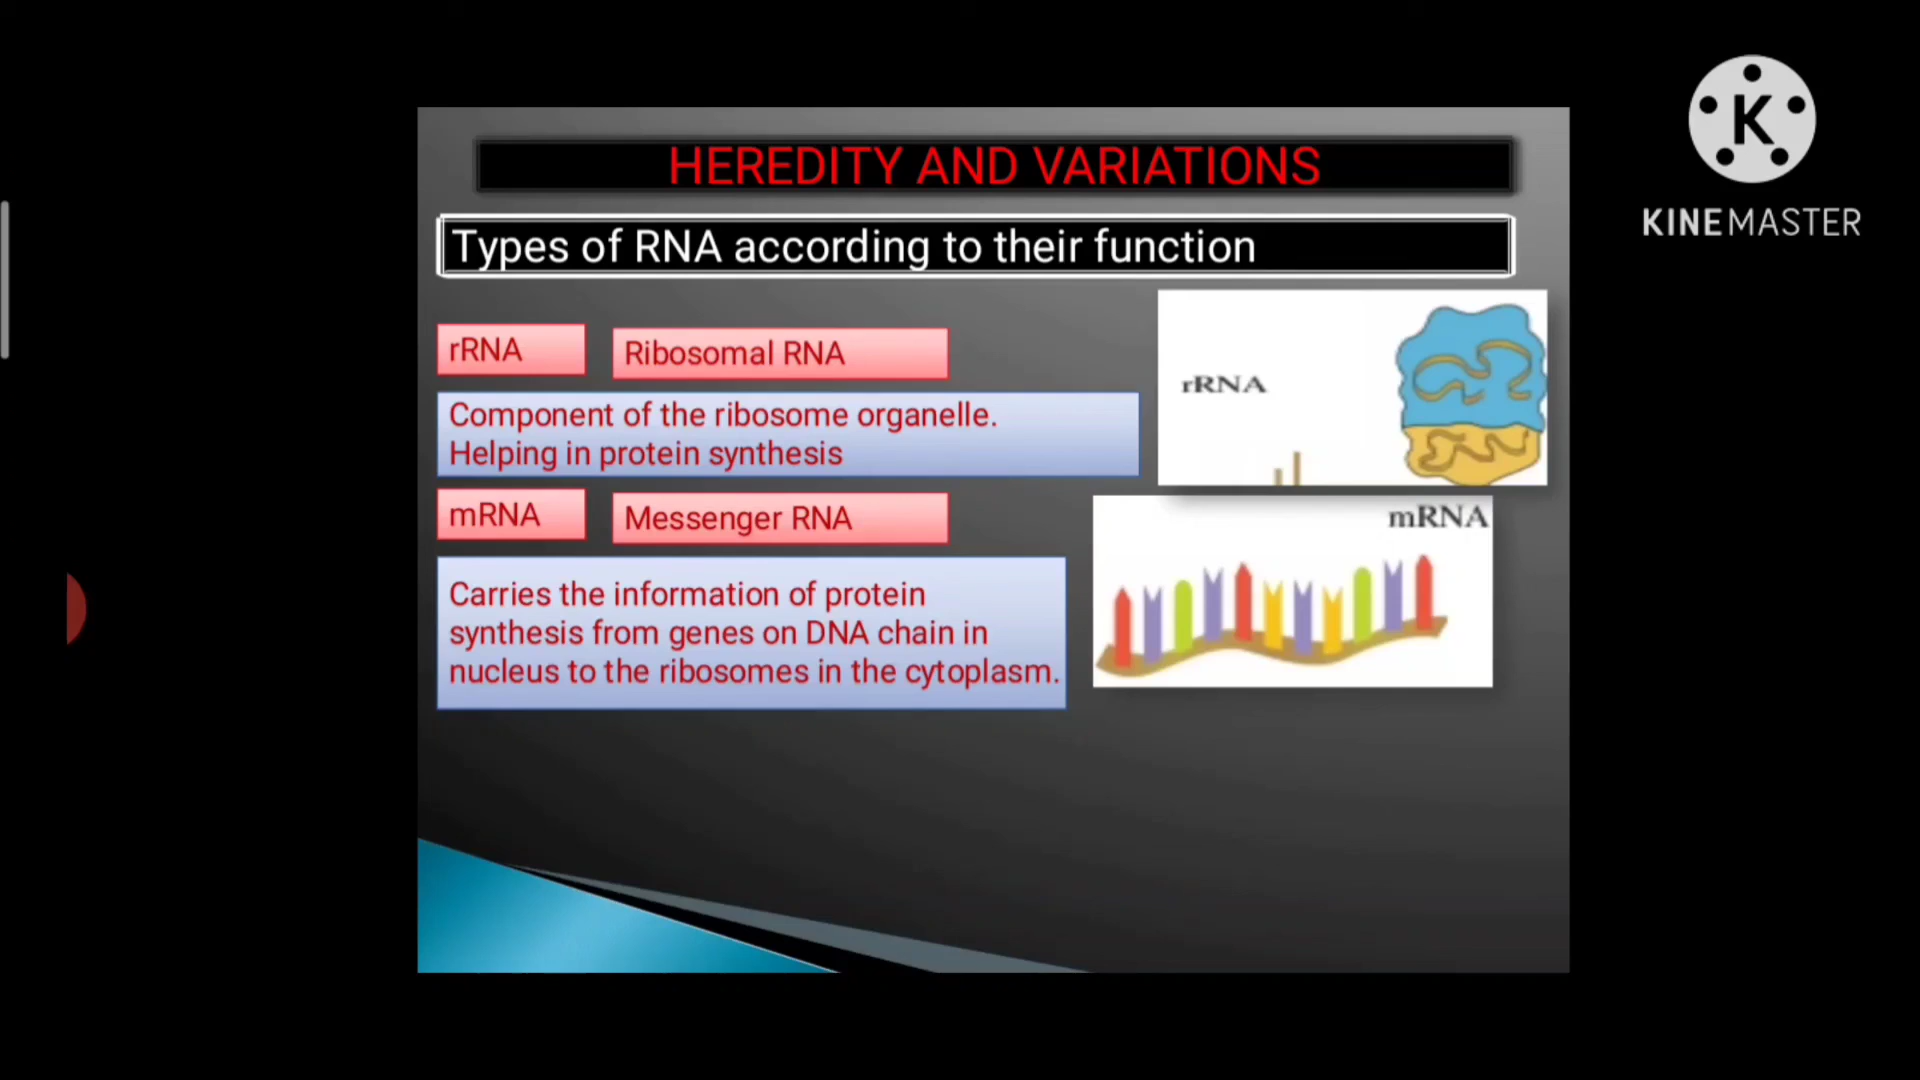 HEREDITY AND VARIATIONS
Types of RNA according to their function
rRNA
Ribosomal RNA
Component of the ribosome organelle.
Helping in protein synthesis
rRNA
mRNA
Messenger RNA
Carries the information of protein
synthesis from genes on DNA chain in
nucleus to the ribosomes in the cytoplasm.
mRNA
K
KINEMASTER